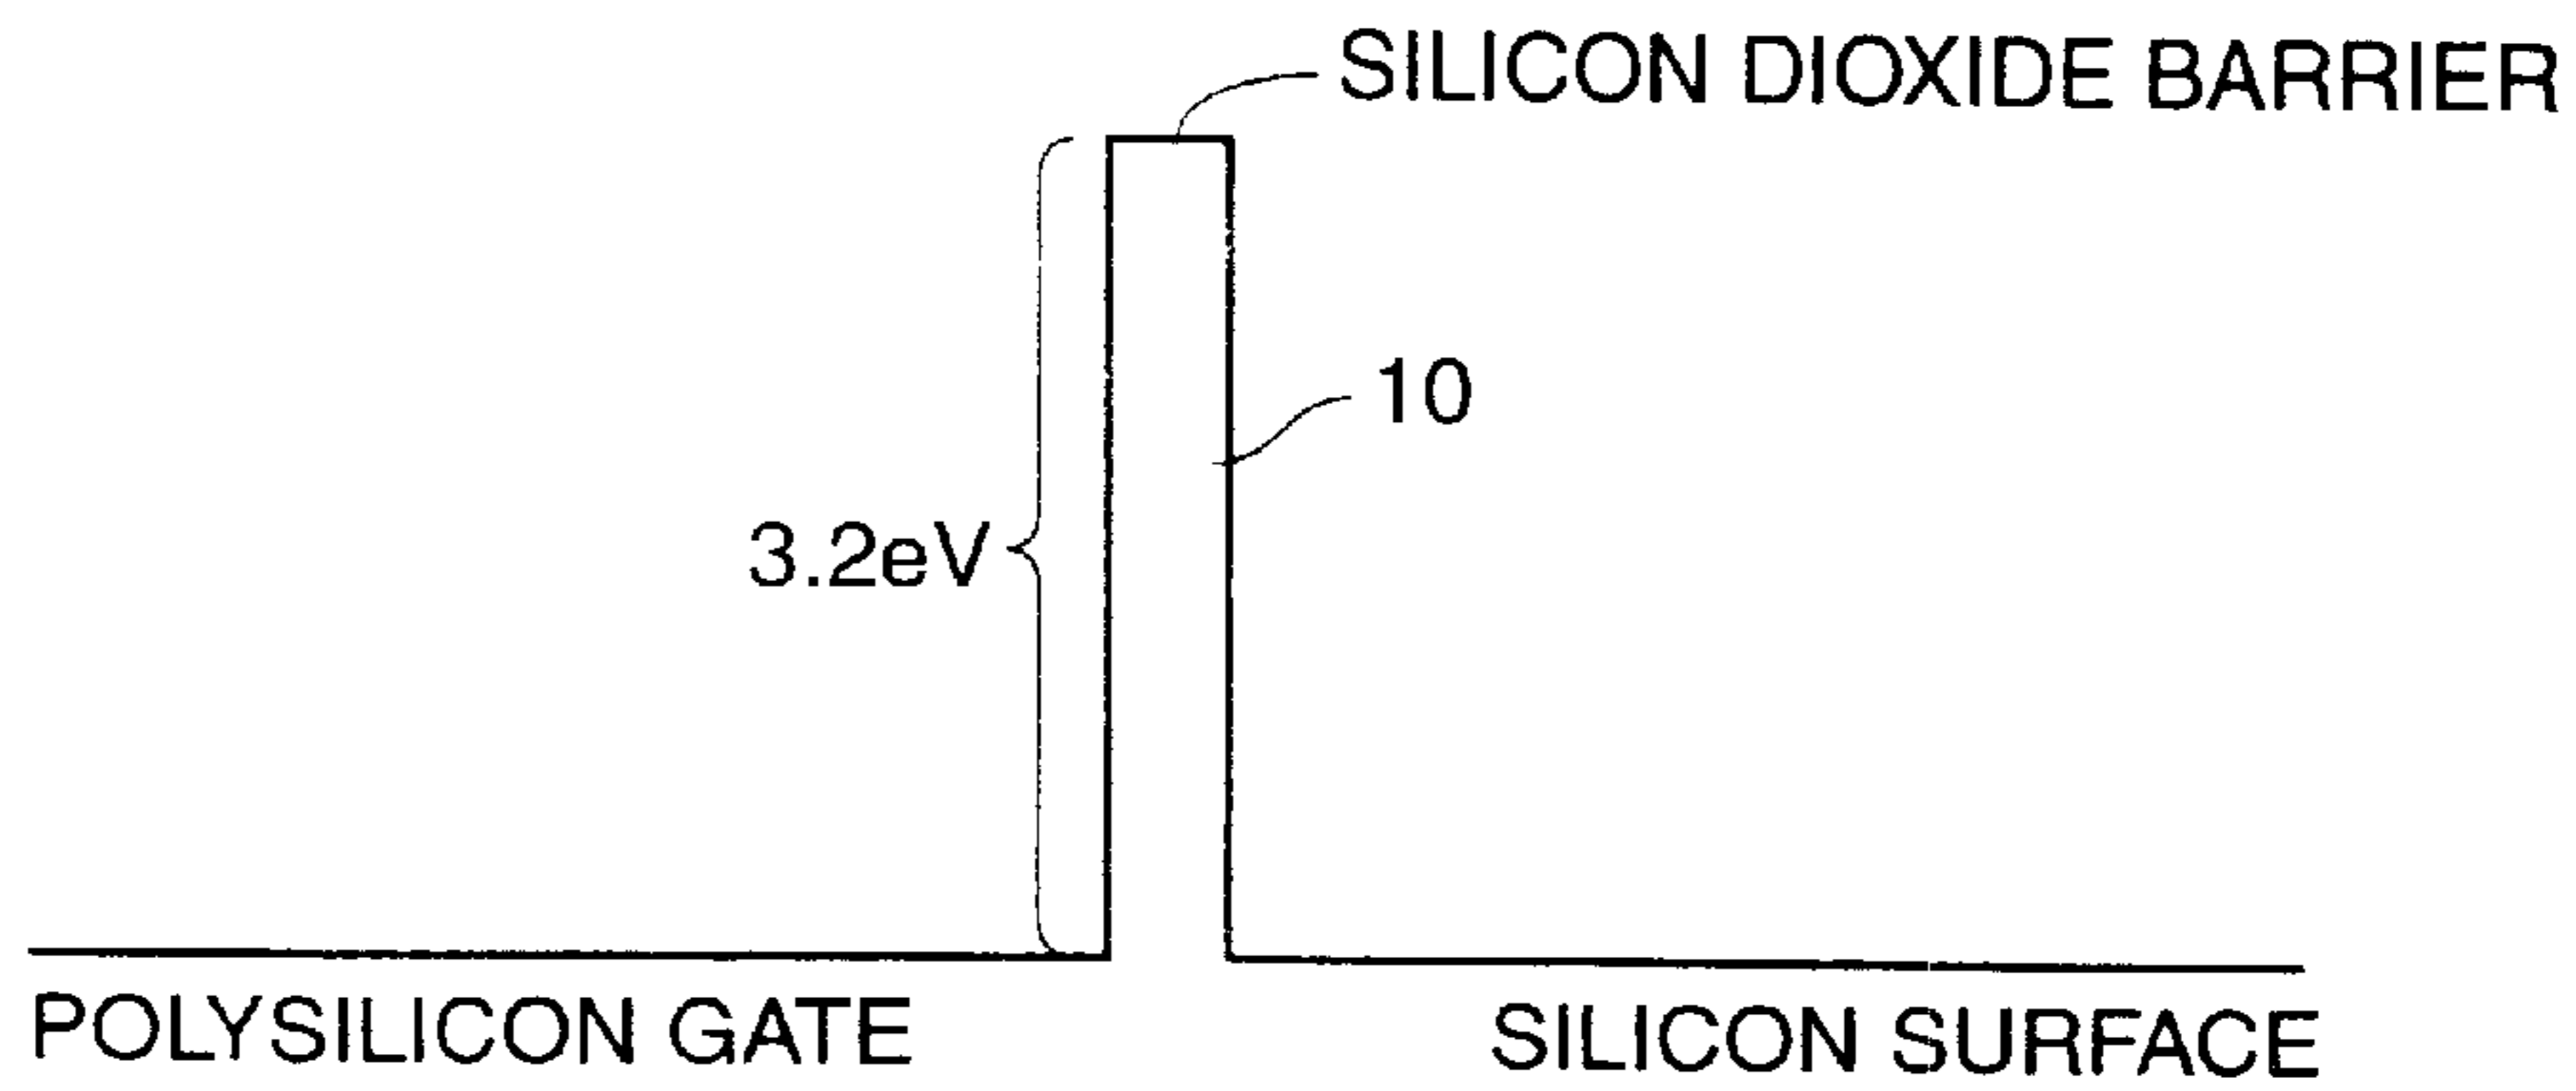 SILICON DIOXIDE BARRIER
10
3.2eV
POLYSILICON GATE
SILICON SURFACE